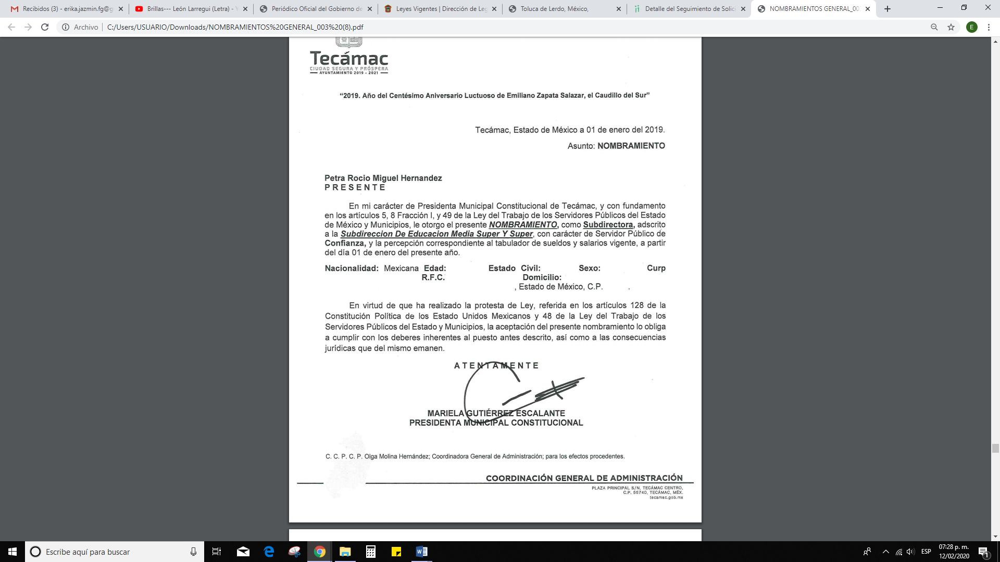 Recibidos (3) - erika.jazmin.fg@g
Brillas--- León Larregui (Letra) - Y
Periódico Oficial del Gobierno de
Leyes Vigentes | Dirección de Leg
Toluca de Lerdo, México,
Detalle del Seguimiento de Solici
NOMBRAMIENTOS GENERAL_003
Archivo
C:/Users/USUARIO/Downloads/NOMBRAMIENTOS%20GENERAL_003%20(8).pdf
E
Tecámac
CIUDAD SEGURA Y PRÓSPERA
AYUNTAMIENTO 2019 - 2021
“2019. Año del Centésimo Aniversario Luctuoso de Emiliano Zapata Salazar, el Caudillo del Sur”
Tecámac, Estado de México a 01 de enero del 2019.
Asunto: NOMBRAMIENTO
Petra Rocio Miguel Hernandez
P R E S E N T E
En mi carácter de Presidenta Municipal Constitucional de Tecámac, y con fundamento
en los artículos 5, 8 Fracción I, y 49 de la Ley del Trabajo de los Servidores Públicos del Estado
de México y Municipios, le otorgo el presente NOMBRAMIENTO, como Subdirectora, adscrito
a la Subdireccion De Educacion Media Super Y Super, con carácter de Servidor Público de
Confianza, y la percepción correspondiente al tabulador de sueldos y salarios vigente, a partir
del día 01 de enero del presente año.
Nacionalidad: Mexicana Edad: Estado Civil: Sexo: Curp
R.F.C. Domicilio:
, Estado de México, C.P. .
En virtud de que ha realizado la protesta de Ley, referida en los artículos 128 de la
Constitución Política de los Estado Unidos Mexicanos y 48 de la Ley del Trabajo de los
Servidores Públicos del Estado y Municipios, la aceptación del presente nombramiento lo obliga
a cumplir con los deberes inherentes al puesto antes descrito, así como a las consecuencias
jurídicas que del mismo emanen.
A T E N T A M E N T E
MARIELA GUTIÉRREZ ESCALANTE
PRESIDENTA MUNICIPAL CONSTITUCIONAL
C. C. P. C. P. Olga Molina Hernández; Coordinadora General de Administración; para los efectos procedentes.
COORDINACIÓN GENERAL DE ADMINISTRACIÓN
PLAZA PRINCIPAL S/N, TECÁMAC CENTRO,
C.P. 55740, TECÁMAC, MÉX.
tecamac.gob.mx
Escribe aquí para buscar
ESP
07:28 p. m.
12/02/2020
1